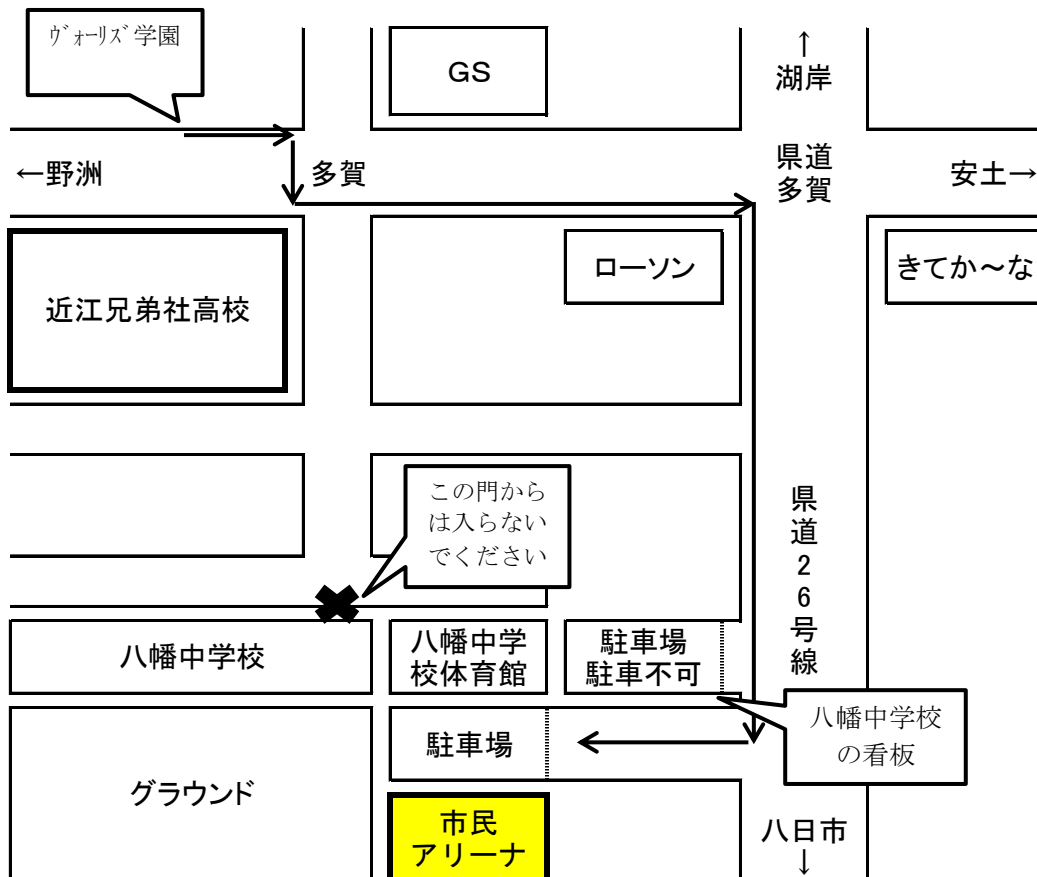 ヴォーリズ学園
GS
↑
湖岸
←野洲
多賀
県道
多賀
安土→
近江兄弟社高校
ローソン
きてか～な
この門から
は入らない
でください
県道26号線
八幡中学校
八幡中学
校体育館
駐車場
駐車不可
八幡中学校
の看板
駐車場
グラウンド
市民
アリーナ
八日市
↓